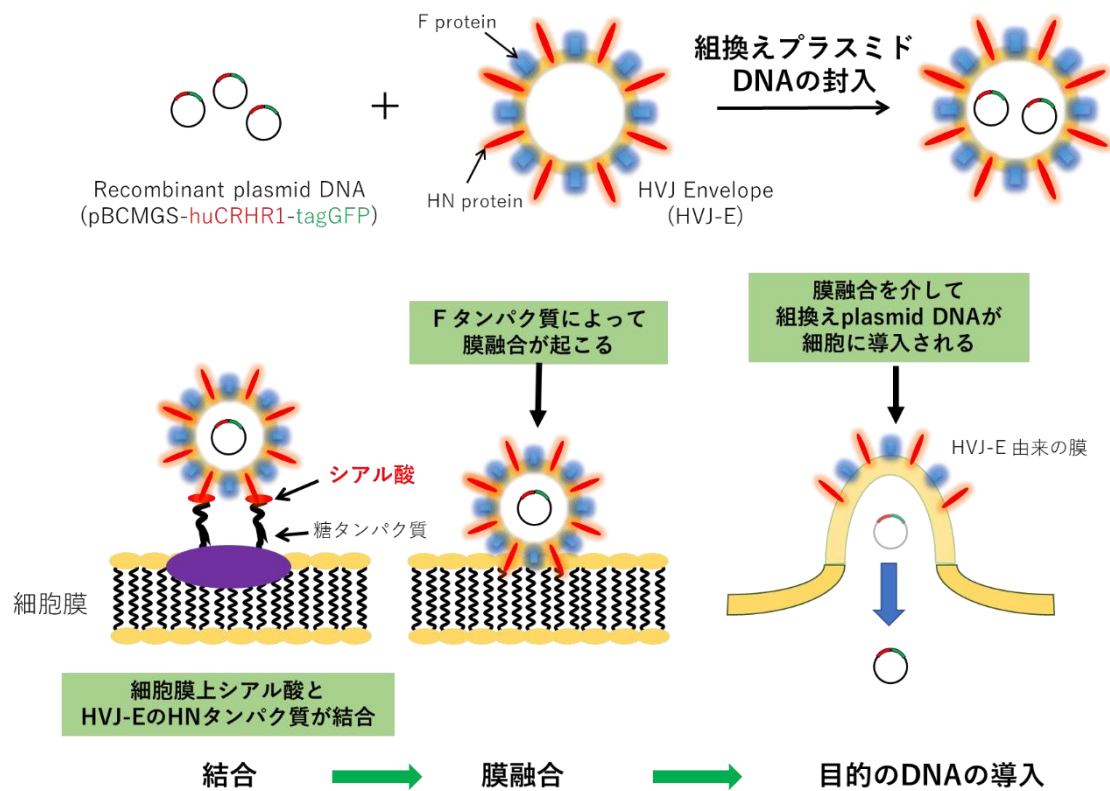 F protein
組換えプラスミド
DNAの封入
Recombinant plasmid DNA
(pBCMGS-huCRHR1-tagGFP)
HN protein
HVJ Envelope
(HVJ-E)
F タンパク質によって
膜融合が起こる
膜融合を介して
組換えplasmid DNAが
細胞に導入される
HVJ-E 由来の膜
シアル酸
糖タンパク質
細胞膜
細胞膜上シアル酸と
HVJ-EのHNタンパク質が結合
結合
膜融合
目的のDNAの導入